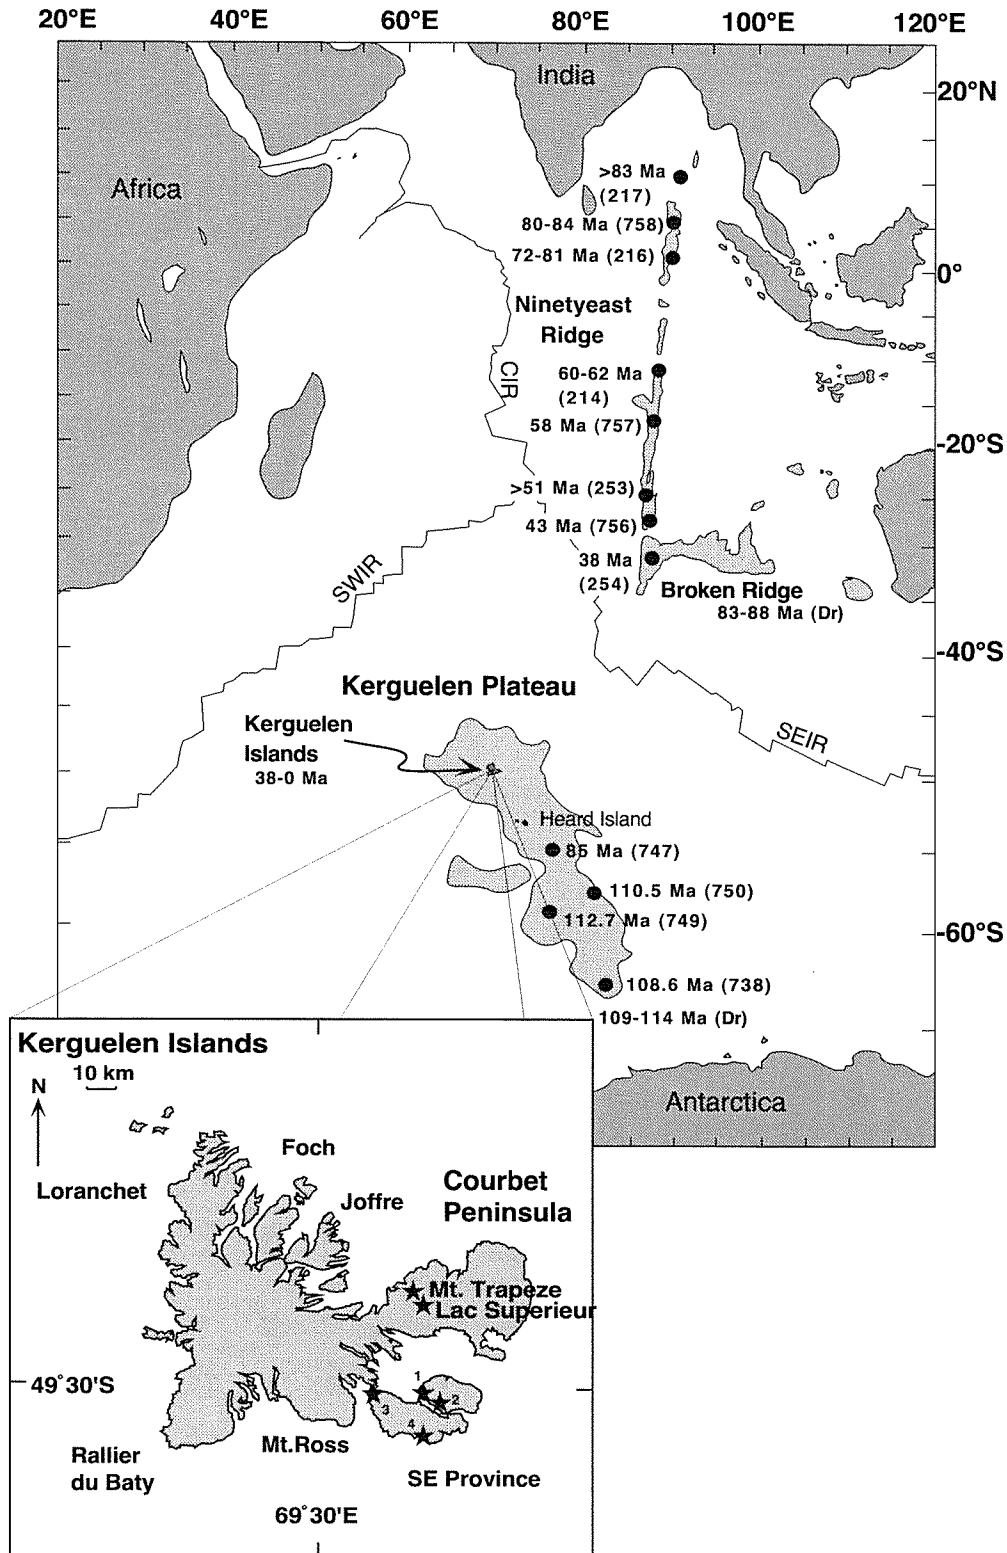 20°E 40°E 60°E 80°E 100°E 120°E
India
20°N
Africa
>83 Ma
(217)
80-84 Ma (758)
72-81 Ma (216)
0°
Ninetyeast
Ridge
CIR
60-62 Ma
(214)
58 Ma (757)
-20°S
>51 Ma (253)
43 Ma (756)
38 Ma
(254)
SWIR
Broken Ridge
83-88 Ma (Dr)
-40°S
Kerguelen Plateau
Kerguelen
Islands
38-0 Ma
SEIR
Heard Island
85 Ma (747)
110.5 Ma (750)
112.7 Ma (749)
-60°S
108.6 Ma (738)
109-114 Ma (Dr)
Antarctica
Kerguelen Islands
10 km
N
Foch
Loranchet
Joffre
Courbet
Peninsula
Mt. Trapeze
Lac Superieur
49°30'S
1
2
3
4
Mt.Ross
Rallier
du Baty
SE Province
69°30'E